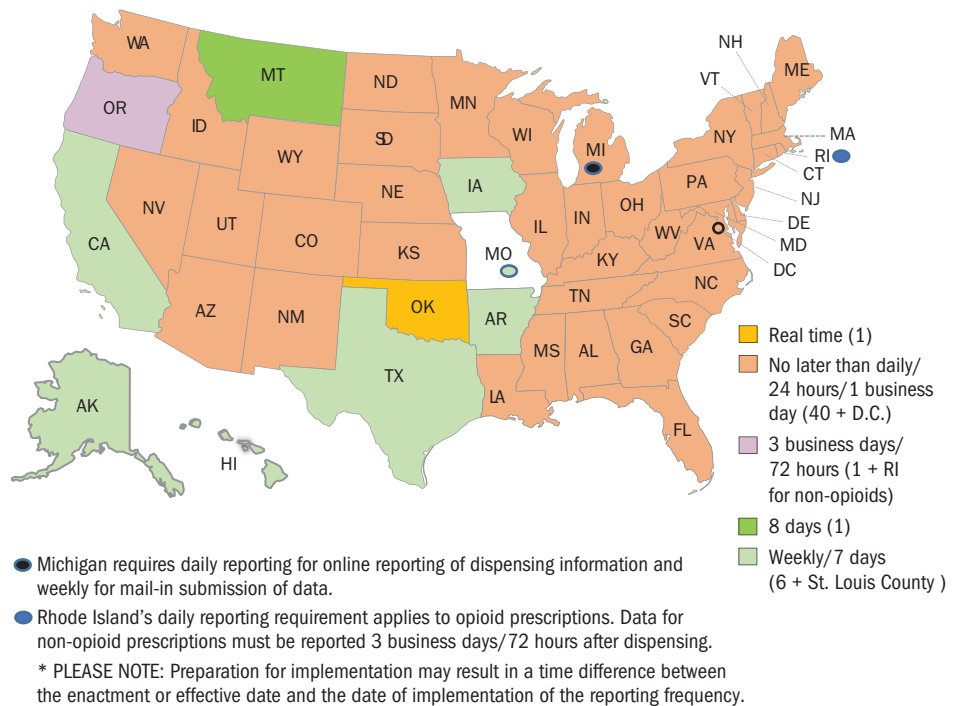 WA
MT
ND
MN
OR
ID
SD
WI
MI
WY
NE
IA
NV
UT
CO
KS
CA
AZ
NM
OK
TX
MO
AR
LA
IL
IN
OH
KY
TN
MS
AL
GA
WV
VA
NC
SC
FL
PA
NY
NH
VT
ME
MA
RI
CT
NJ
DE
MD
DC
AK
HI
Real time (1)
No later than daily/
24 hours/1 business
day (40 + D.C.)
3 business days/
72 hours (1 + RI
for non-opioids)
8 days (1)
Weekly/7 days
(6 + St. Louis County )
Michigan requires daily reporting for online reporting of dispensing information and
weekly for mail-in submission of data.
Rhode Island's daily reporting requirement applies to opioid prescriptions. Data for
non-opioid prescriptions must be reported 3 business days/72 hours after dispensing.
* PLEASE NOTE: Preparation for implementation may result in a time difference between
the enactment or effective date and the date of implementation of the reporting frequency.